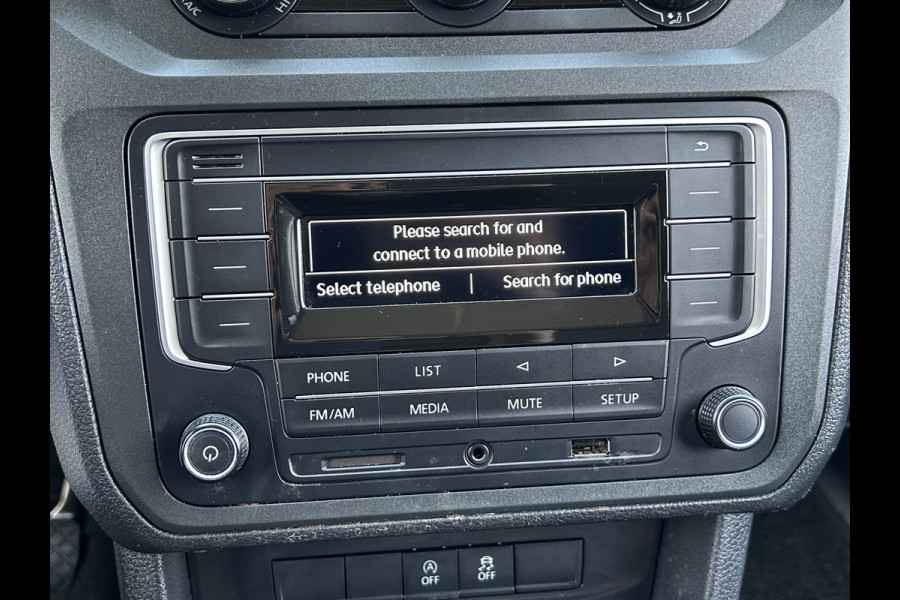 A/C
HI
Please search for and
connect to a mobile phone.
Select telephone | Search for phone
PHONE LIST
FM/AM MEDIA MUTE SETUP
A OFF OFF